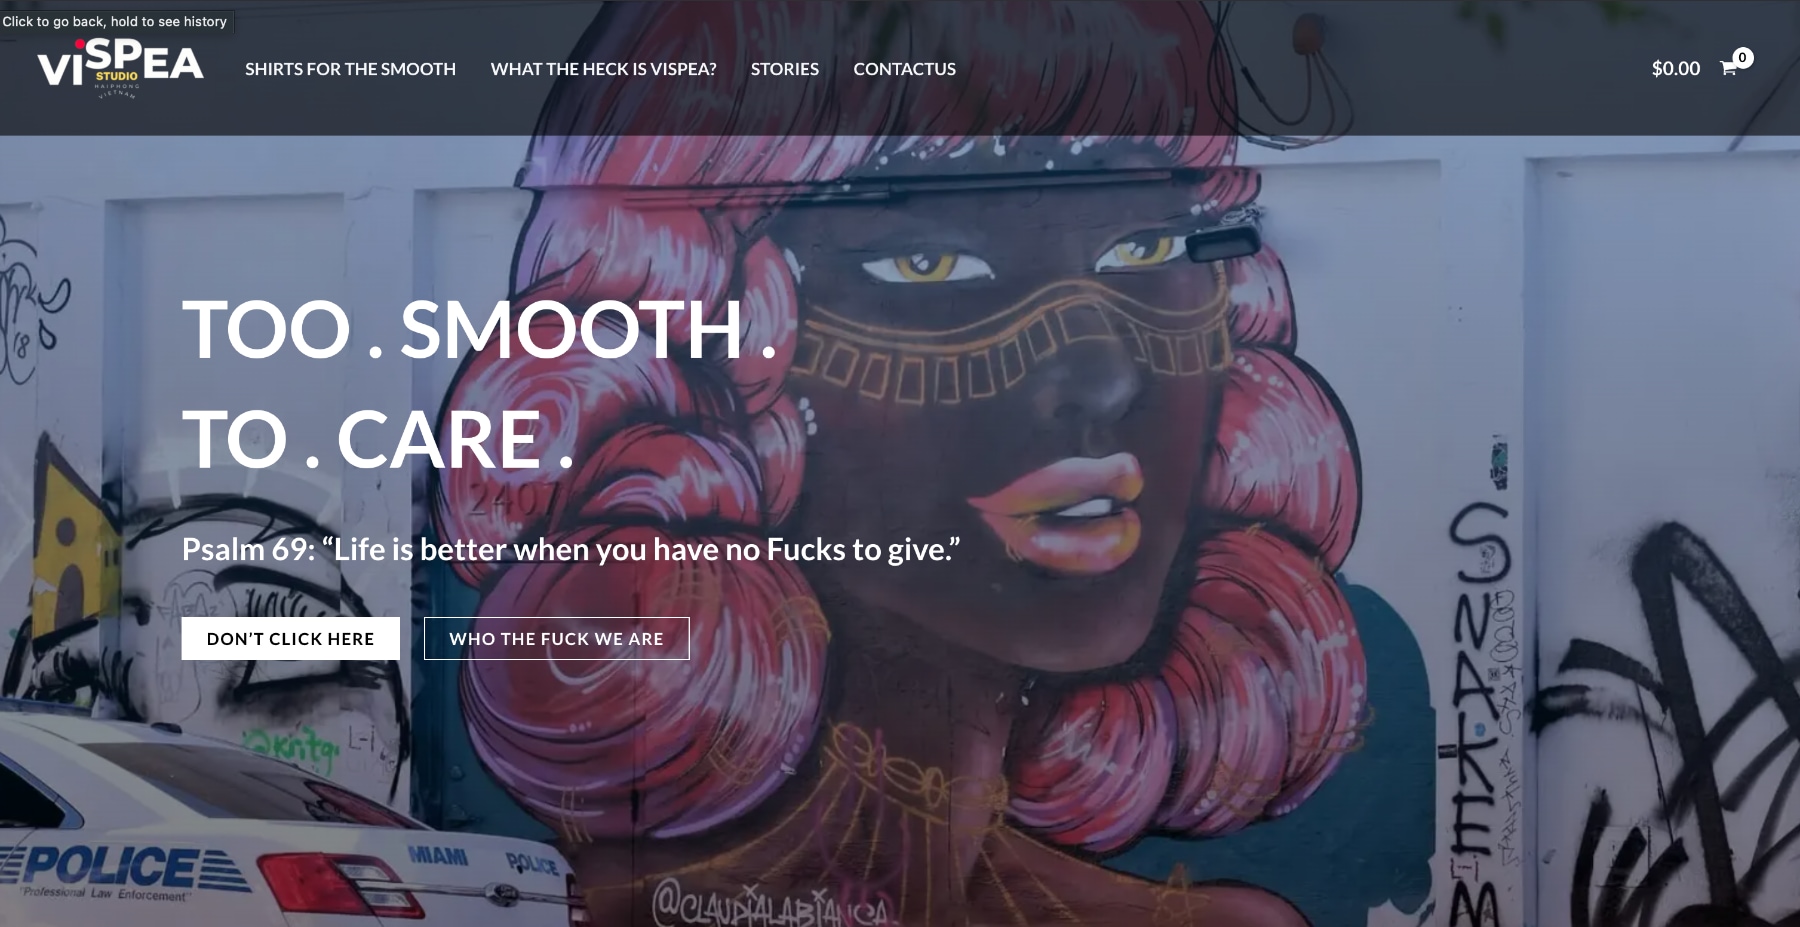 Click to go back, hold to see history
ViSPEA
STUDIO
HAIPHONG
VIETNAM
SHIRTS FOR THE SMOOTH
WHAT THE HECK IS VISPEA?
STORIES
CONTACTUS
$0.00
0
TOO . SMOOTH .
TO . CARE .
2407
Psalm 69: “Life is better when you have no Fucks to give.”
DON’T CLICK HERE
WHO THE FUCK WE ARE
18
POLICE
"Professional Law Enforcement"
MIAMI
POLICE
@CLAUDIALABIANCA.